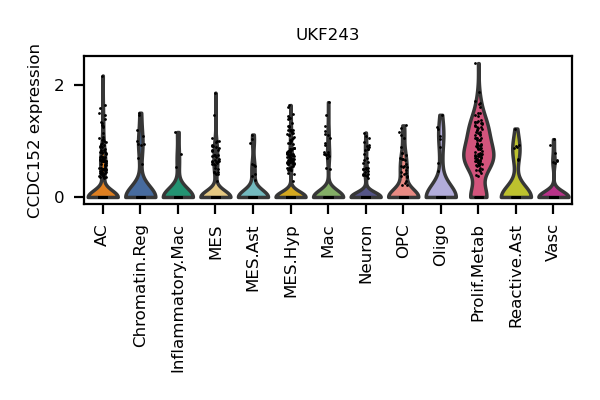 UKF243
CCDC152 expression
2
0
AC
Chromatin.Reg
Inflammatory.Mac
MES
MES.Ast
MES.Hyp
Mac
Neuron
OPC
Oligo
Prolif.Metab
Reactive.Ast
Vasc